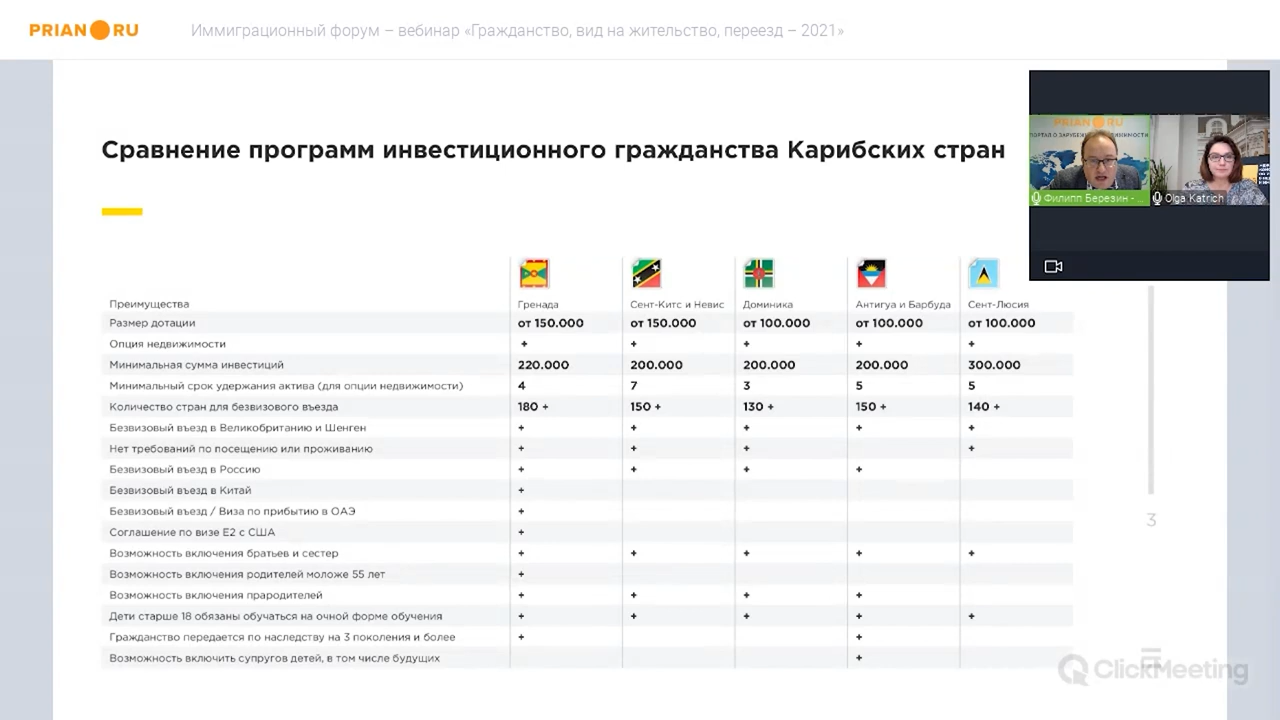 PRIAN RU
Иммиграционный форум – вебинар «Гражданство, вид на жительство, переезд – 2021»
Сравнение программ инвестиционного гражданства Карибских стран
PRIAN RU
Филипп Березин - ...
Olga Katrich
Преимущества Гренада Сент-Китс и Невис Доминика Антигуа и Барбуда Сент-Люсия
Размер дотации от 150.000 от 150.000 от 100.000 от 100.000 от 100.000
Опция недвижимости + + + + +
Минимальная сумма инвестиций 220.000 200.000 200.000 200.000 300.000
Минимальный срок удержания актива (для опции недвижимости) 4 7 3 5 5
Количество стран для безвизового въезда 180 + 150 + 130 + 150 + 140 +
Безвизовый въезд в Великобританию и Шенген + + + + +
Нет требований по посещению или проживанию + + + +
Безвизовый въезд в Россию + + + +
Безвизовый въезд в Китай +
Безвизовый въезд / Виза по прибытию в ОАЭ +
Соглашение по визе Е2 с США +
Возможность включения братьев и сестер + + + + +
Возможность включения родителей моложе 55 лет +
Возможность включения прародителей + + + +
Дети старше 18 обязаны обучаться на очной форме обучения + + + + +
Гражданство передается по наследству на 3 поколения и более + +
Возможность включить супругов детей, в том числе будущих +
3
ClickMeeting